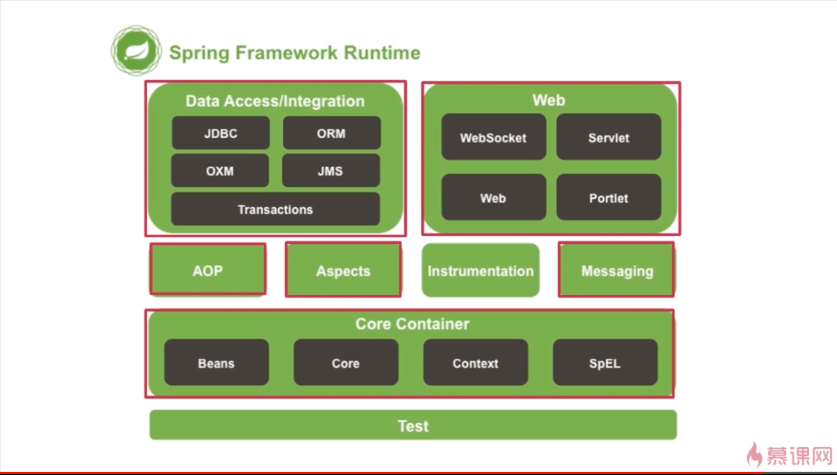 Spring Framework Runtime
Data Access/Integration
JDBC
ORM
OXM
JMS
Transactions
Web
WebSocket
Servlet
Web
Portlet
AOP
Aspects
Instrumentation
Messaging
Core Container
Beans
Core
Context
SpEL
Test
慕课网